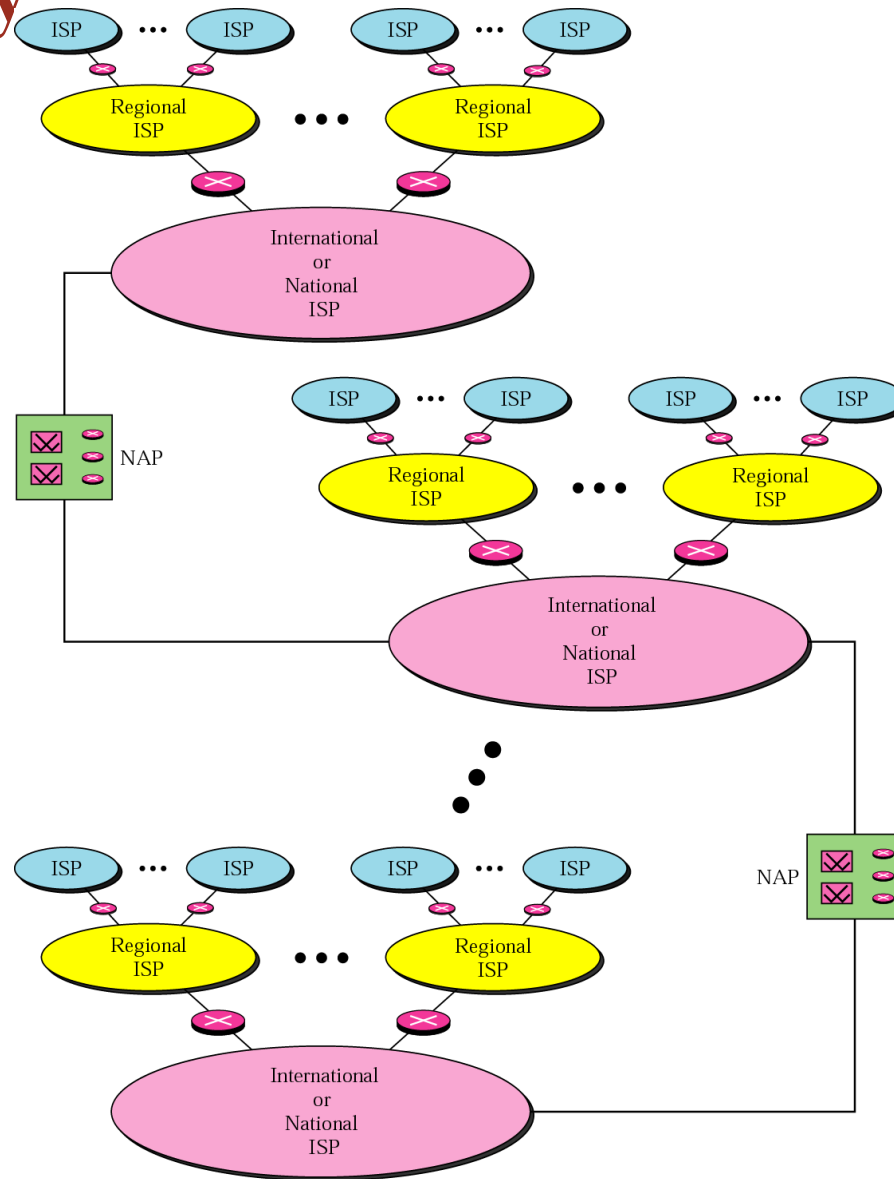 y
ISP ••• ISP ISP ••• ISP
Regional
ISP
•••
Regional
ISP
International
or
National
ISP
NAP
ISP ••• ISP ISP ••• ISP
Regional
ISP
•••
Regional
ISP
International
or
National
ISP
NAP
ISP ••• ISP ISP ••• ISP
Regional
ISP
•••
Regional
ISP
International
or
National
ISP